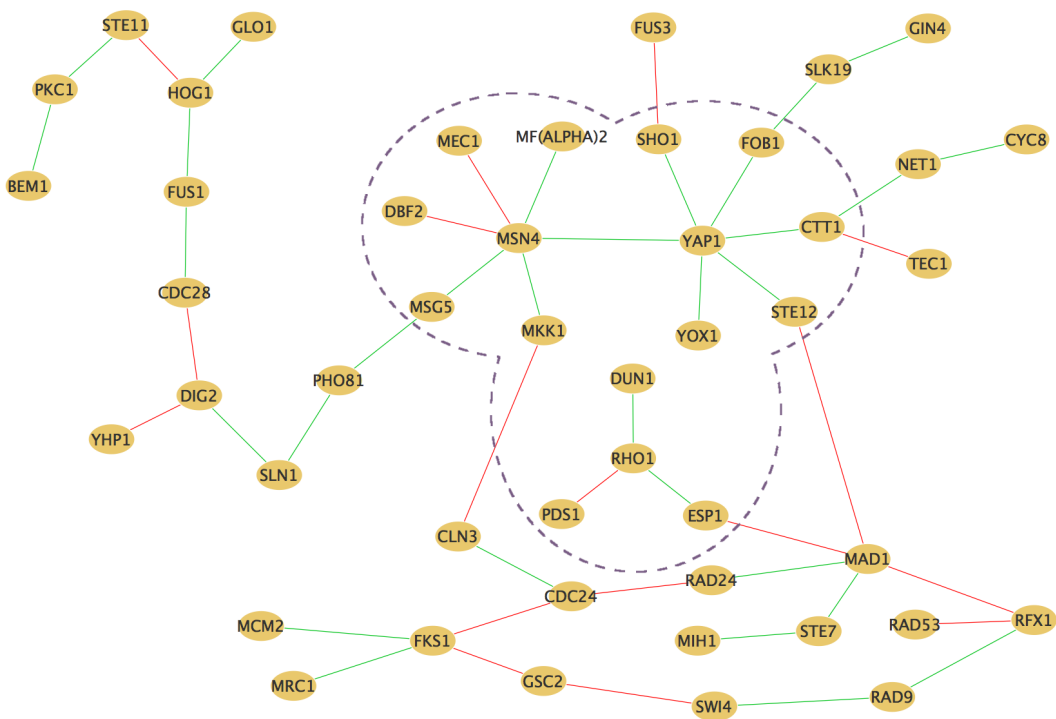 STE11
GLO1
FUS3
GIN4
SLK19
PKC1
HOG1
MF(ALPHA)2
MEC1
SHO1
FOB1
CYC8
NET1
BEM1
FUS1
DBF2
MSN4
YAP1
CTT1
TEC1
CDC28
MSG5
STE12
MKK1
YOX1
PHO81
DUN1
DIG2
YHP1
RHO1
SLN1
PDS1
ESP1
CLN3
MAD1
RAD24
CDC24
MCM2
FKS1
MIH1
STE7
RAD53
RFX1
MRC1
GSC2
SWI4
RAD9